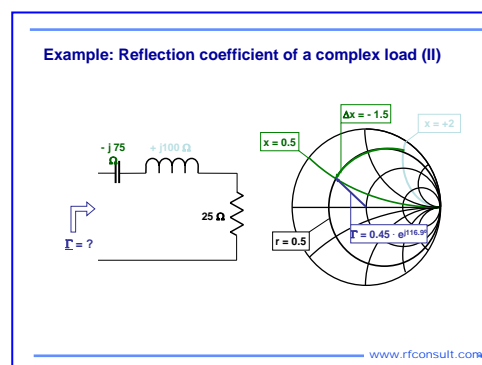 Example: Reflection coefficient of a complex load (II)
Δx = - 1.5
x = +2
- j 75
Ω
+ j100 Ω
x = 0.5
25 Ω
Γ = ?
r = 0.5
Γ = 0.45 · e^j116.9°
www.rfconsult.com